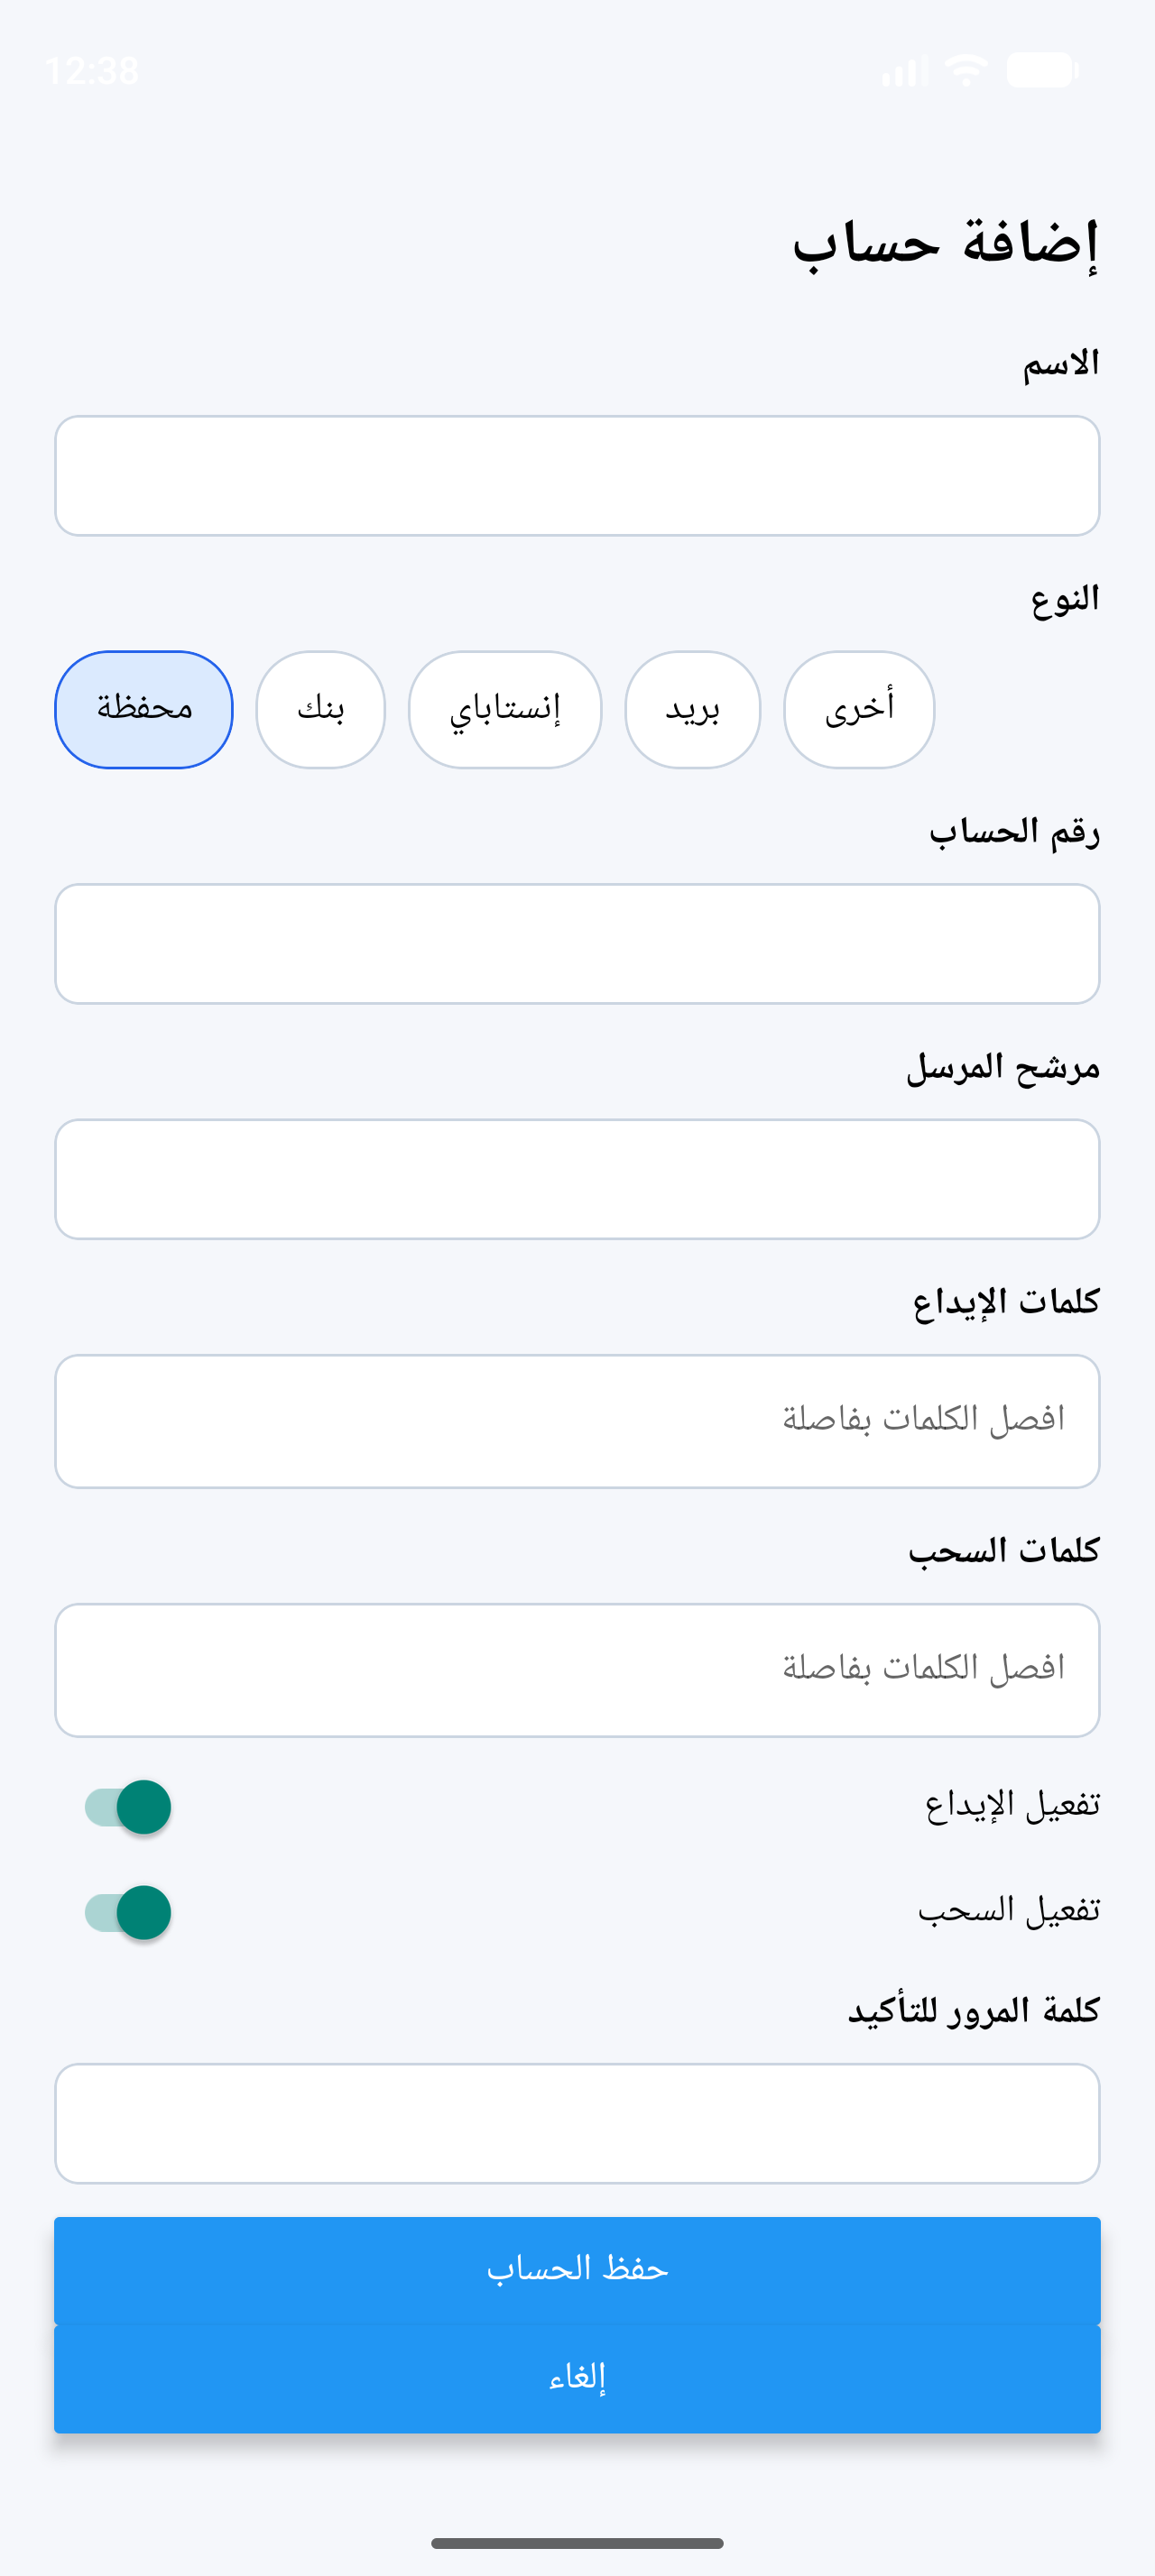 12:38
إضافة حساب
الاسم
النوع
أخرى بريد إنستاباي بنك محفظة
رقم الحساب
مرشح المرسل
كلمات الإيداع
افصل الكلمات بفاصلة
كلمات السحب
افصل الكلمات بفاصلة
تفعيل الإيداع
تفعيل السحب
كلمة المرور للتأكيد
حفظ الحساب
إلغاء